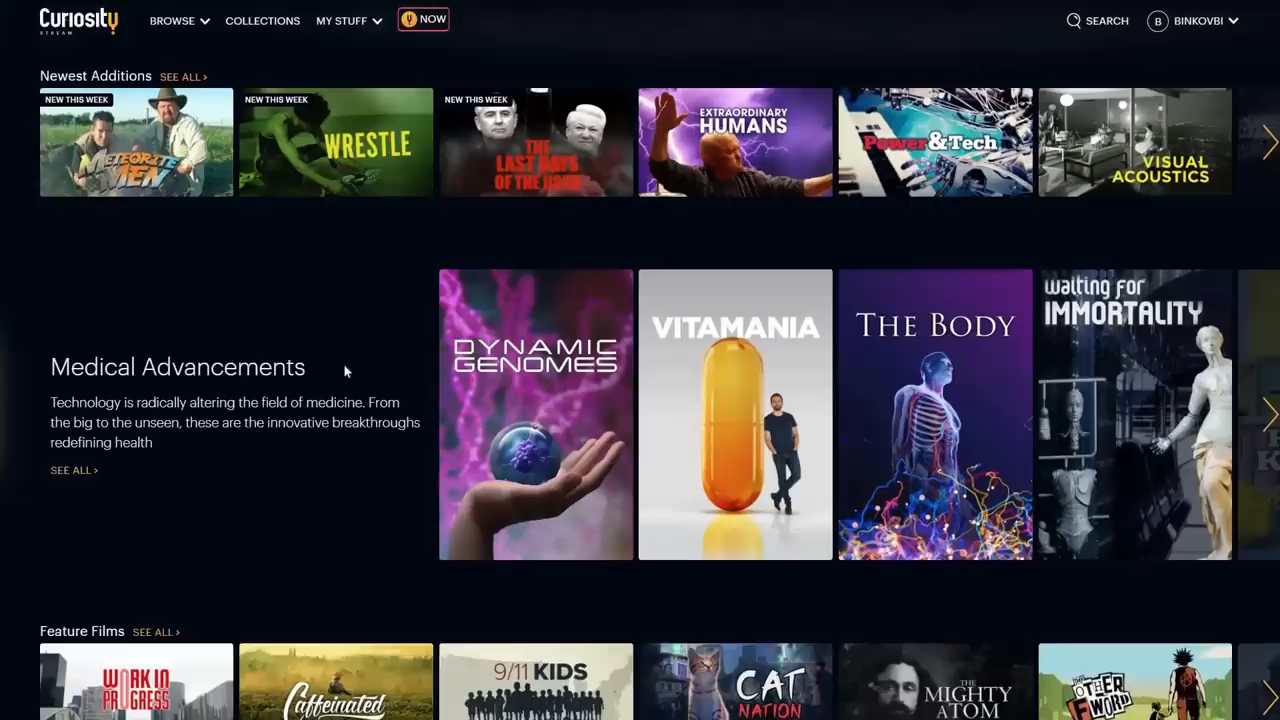 Curiosity
STREAM
BROWSE
COLLECTIONS
MY STUFF
NOW
SEARCH
B
BINKOVBI
Newest Additions SEE ALL >
NEW THIS WEEK
METEORITE
MEN
NEW THIS WEEK
WRESTLE
NEW THIS WEEK
THE
LAST DAYS
OF THE USSR
EXTRAORDINARY
HUMANS
Power&Tech
VISUAL
ACOUSTICS
Medical Advancements
Technology is radically altering the field of medicine. From
the big to the unseen, these are the innovative breakthroughs
redefining health
SEE ALL >
DYNAMIC
GENOMES
VITAMANIA
THE BODY
waiting for
IMMORTALITY
Feature Films SEE ALL >
WORK IN
PROGRESS
Caffeinated
9/11 KIDS
CAT
NATION
THE
MIGHTY
ATOM
THE
OTHER
F WORD